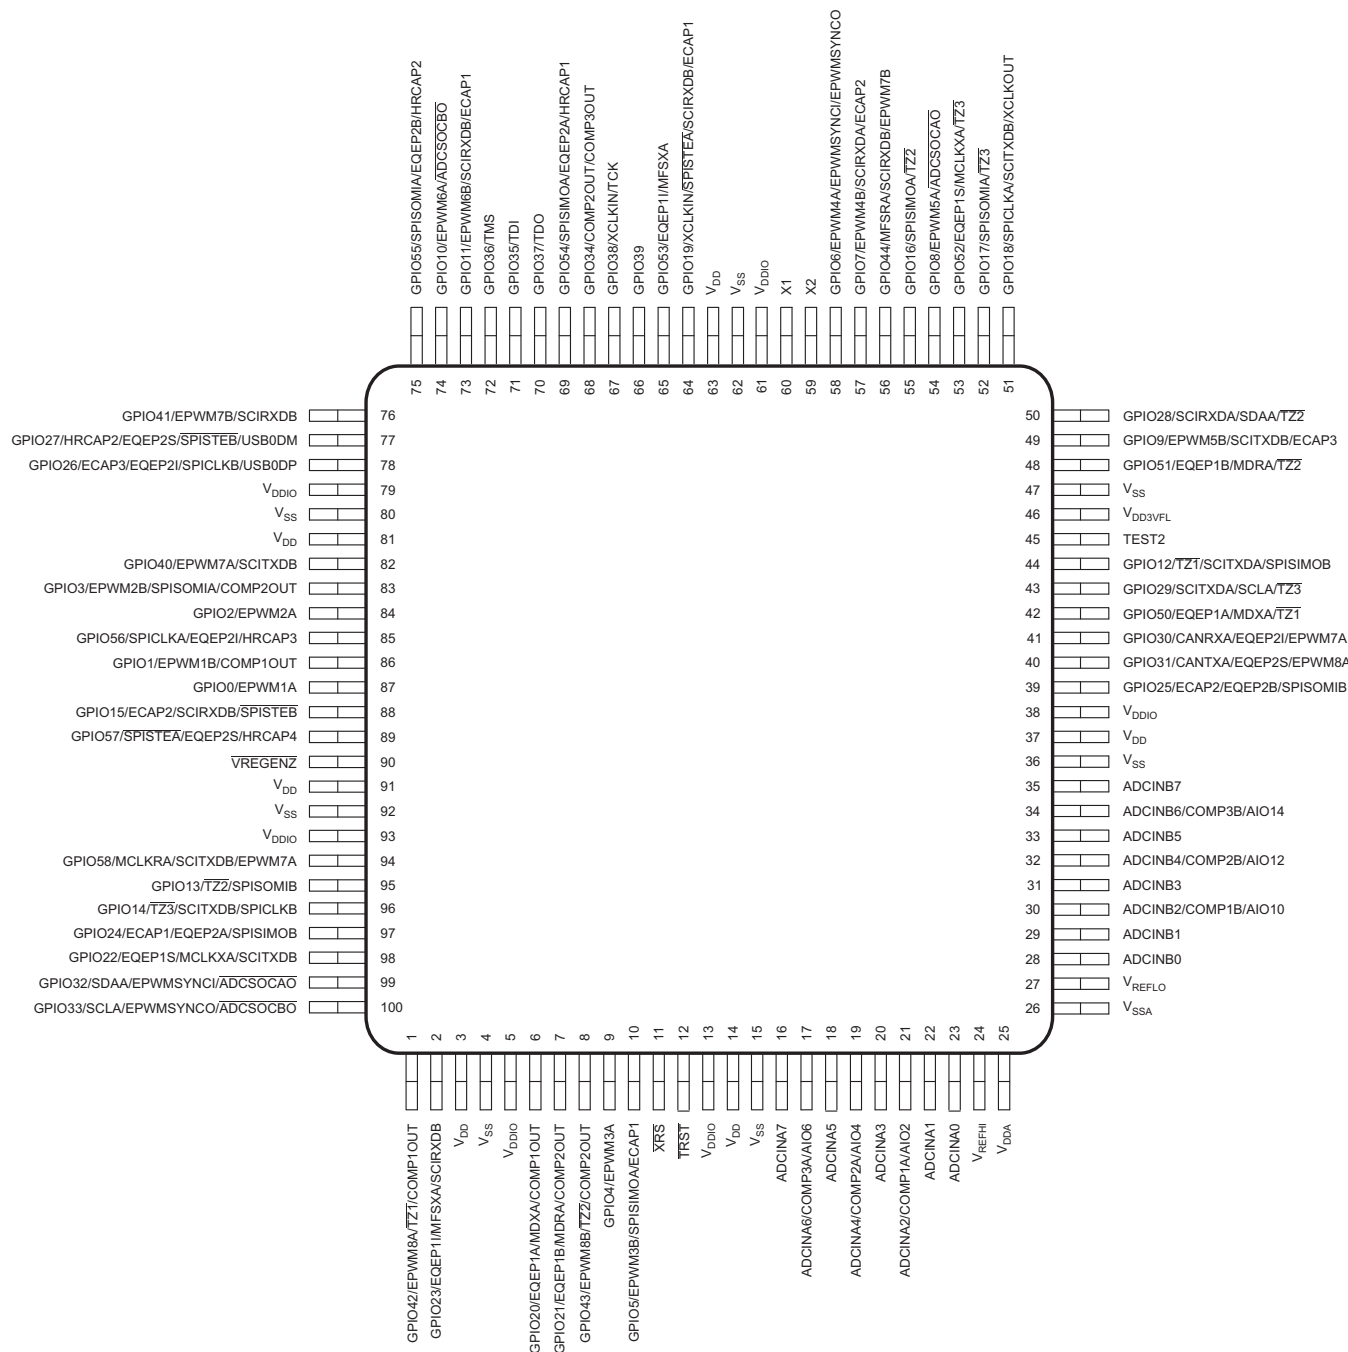 GPIO55/SPISOMIA/EQEP2B/HRCAP2
GPIO10/EPWM6A/ADCSOCBO
GPIO11/EPWM6B/SCIRXDB/ECAP1
GPIO36/TMS
GPIO35/TDI
GPIO37/TDO
GPIO54/SPISIMOA/EQEP2A/HRCAP1
GPIO34/COMP2OUT/COMP3OUT
GPIO38/XCLKIN/TCK
GPIO39
GPIO53/EQEP1I/MFSXA
GPIO19/XCLKIN/SPISTEA/SCIRXDB/ECAP1
VDD
VSS
VDDIO
X1
X2
GPIO6/EPWM4A/EPWMSYNCI/EPWMSYNCO
GPIO7/EPWM4B/SCIRXDA/ECAP2
GPIO44/MFSRA/SCIRXDB/EPWM7B
GPIO16/SPISIMOA/TZ2
GPIO8/EPWM5A/ADCSOCAO
GPIO52/EQEP1S/MCLKXA/TZ3
GPIO17/SPISOMIA/TZ3
GPIO18/SPICLKA/SCITXDB/XCLKOUT
75 74 73 72 71 70 69 68 67 66 65 64 63 62 61 60 59 58 57 56 55 54 53 52 51
GPIO41/EPWM7B/SCIRXDB 76
GPIO27/HRCAP2/EQEP2S/SPISTEB/USB0DM 77
GPIO26/ECAP3/EQEP2I/SPICLKB/USB0DP 78
VDDIO 79
VSS 80
VDD 81
GPIO40/EPWM7A/SCITXDB 82
GPIO3/EPWM2B/SPISOMIA/COMP2OUT 83
GPIO2/EPWM2A 84
GPIO56/SPICLKA/EQEP2I/HRCAP3 85
GPIO1/EPWM1B/COMP1OUT 86
GPIO0/EPWM1A 87
GPIO15/ECAP2/SCIRXDB/SPISTEB 88
GPIO57/SPISTEA/EQEP2S/HRCAP4 89
VREGENZ 90
VDD 91
VSS 92
VDDIO 93
GPIO58/MCLKRA/SCITXDB/EPWM7A 94
GPIO13/TZ2/SPISOMIB 95
GPIO14/TZ3/SCITXDB/SPICLKB 96
GPIO24/ECAP1/EQEP2A/SPISIMOB 97
GPIO22/EQEP1S/MCLKXA/SCITXDB 98
GPIO32/SDAA/EPWMSYNCI/ADCSOCAO 99
GPIO33/SCLA/EPWMSYNCO/ADCSOCBO 100
50 GPIO28/SCIRXDA/SDAA/TZ2
49 GPIO9/EPWM5B/SCITXDB/ECAP3
48 GPIO51/EQEP1B/MDRA/TZ2
47 VSS
46 VDD3VFL
45 TEST2
44 GPIO12/TZ1/SCITXDA/SPISIMOB
43 GPIO29/SCITXDA/SCLA/TZ3
42 GPIO50/EQEP1A/MDXA/TZ1
41 GPIO30/CANRXA/EQEP2I/EPWM7A
40 GPIO31/CANTXA/EQEP2S/EPWM8A
39 GPIO25/ECAP2/EQEP2B/SPISOMIB
38 VDDIO
37 VDD
36 VSS
35 ADCINB7
34 ADCINB6/COMP3B/AIO14
33 ADCINB5
32 ADCINB4/COMP2B/AIO12
31 ADCINB3
30 ADCINB2/COMP1B/AIO10
29 ADCINB1
28 ADCINB0
27 VREFLO
26 VSSA
1 2 3 4 5 6 7 8 9 10 11 12 13 14 15 16 17 18 19 20 21 22 23 24 25
GPIO42/EPWM8A/TZ1/COMP1OUT
GPIO23/EQEP1I/MFSXA/SCIRXDB
VDD
VSS
VDDIO
GPIO20/EQEP1A/MDXA/COMP1OUT
GPIO21/EQEP1B/MDRA/COMP2OUT
GPIO43/EPWM8B/TZ2/COMP2OUT
GPIO4/EPWM3A
GPIO5/EPWM3B/SPISIMOA/ECAP1
XRS
TRST
VDDIO
VDD
VSS
ADCINA7
ADCINA6/COMP3A/AIO6
ADCINA5
ADCINA4/COMP2A/AIO4
ADCINA3
ADCINA2/COMP1A/AIO2
ADCINA1
ADCINA0
VREFHI
VDDA